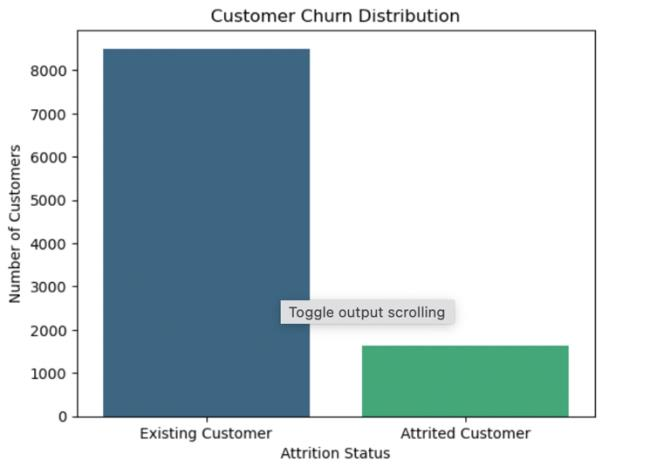 Customer Churn Distribution
Number of Customers
8000
7000
6000
5000
4000
3000
2000
1000
0
Toggle output scrolling
Existing Customer
Attrited Customer
Attrition Status